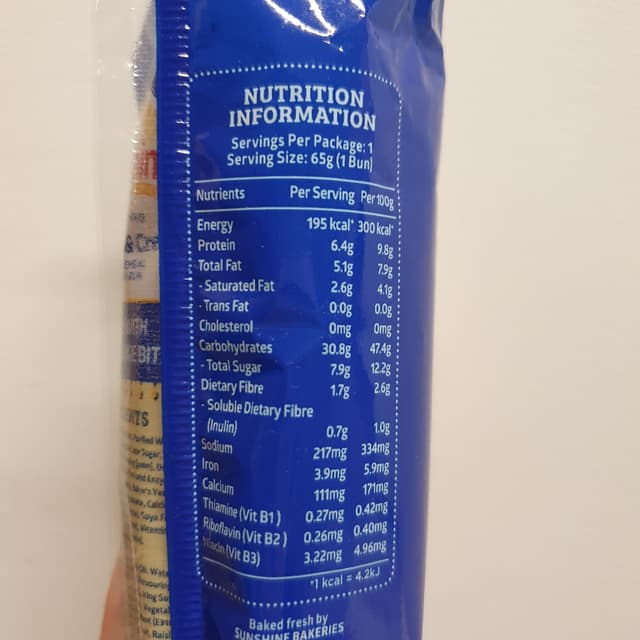 NUTRITION
INFORMATION
Servings Per Package: 1
Serving Size: 65g (1 Bun)
Nutrients Per Serving Per 100g
Energy 195 kcal* 300 kcal*
Protein 6.4g 9.8g
Total Fat 5.1g 7.9g
- Saturated Fat 2.6g 4.1g
- Trans Fat 0.0g 0.0g
Cholesterol 0mg 0mg
Carbohydrates 30.8g 47.4g
- Total Sugar 7.9g 12.2g
Dietary Fibre 1.7g 2.6g
- Soluble Dietary Fibre
(Inulin) 0.7g 1.0g
Sodium 217mg 334mg
Iron 3.9mg 5.9mg
Calcium 111mg 171mg
Thiamine (Vit B1) 0.27mg 0.42mg
Riboflavin (Vit B2) 0.26mg 0.40mg
Niacin (Vit B3) 3.22mg 4.96mg
*1 kcal = 4.2kJ
Baked fresh by
SUNSHINE BAKERIES